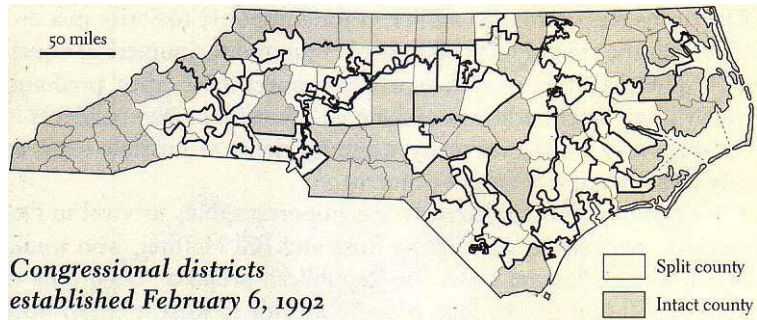 50 miles
Congressional districts
established February 6, 1992
Split county
Intact county